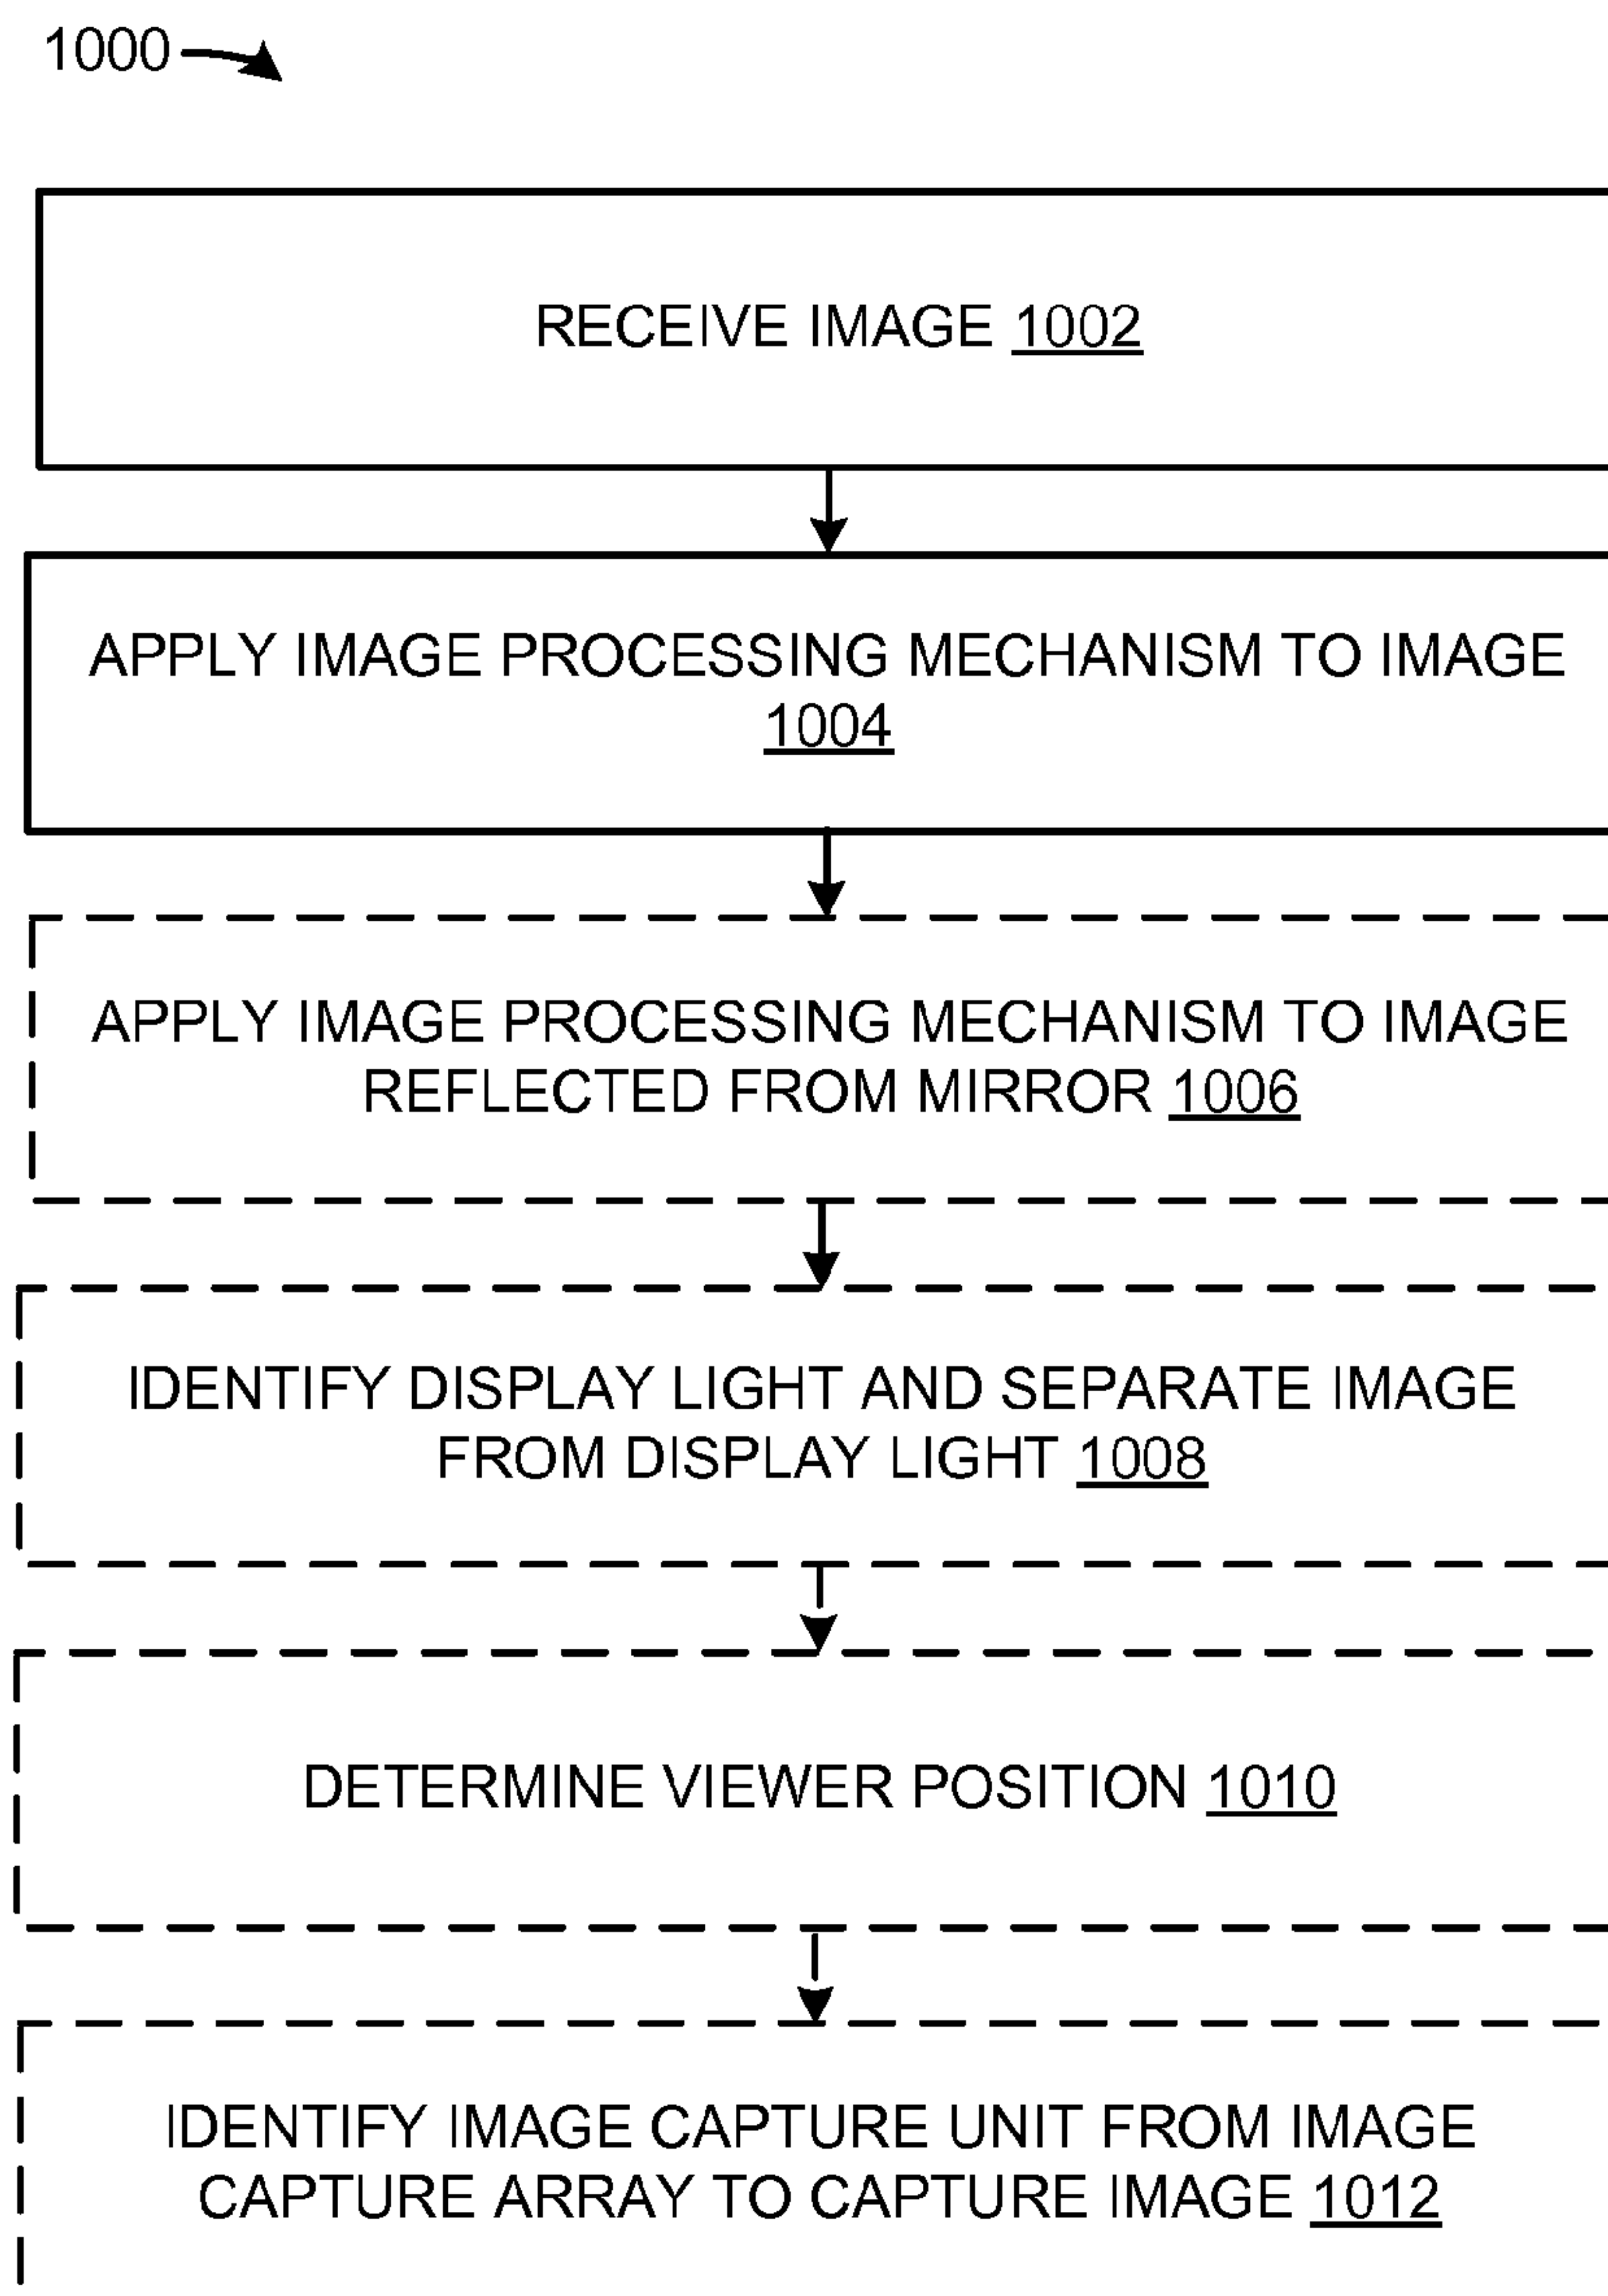 1000
RECEIVE IMAGE 1002
APPLY IMAGE PROCESSING MECHANISM TO IMAGE
1004
APPLY IMAGE PROCESSING MECHANISM TO IMAGE
REFLECTED FROM MIRROR 1006
IDENTIFY DISPLAY LIGHT AND SEPARATE IMAGE
FROM DISPLAY LIGHT 1008
DETERMINE VIEWER POSITION 1010
IDENTIFY IMAGE CAPTURE UNIT FROM IMAGE
CAPTURE ARRAY TO CAPTURE IMAGE 1012